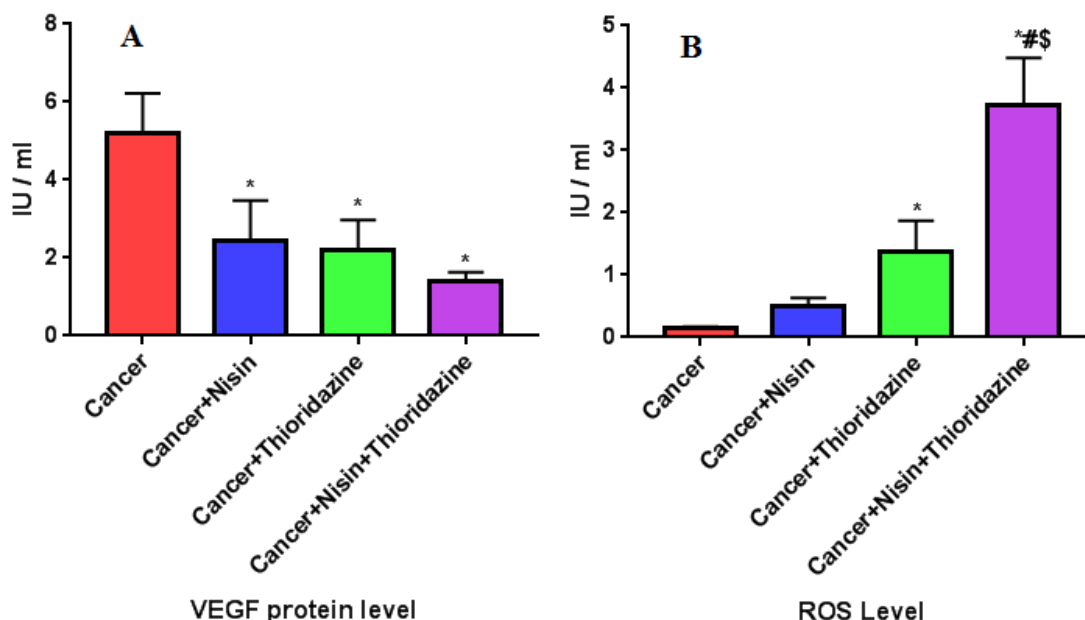 A
8
6
4
2
0
IU / ml
*
*
*
Cancer
Cancer+Nisin
Cancer+Thioridazine
Cancer+Nisin+Thioridazine
VEGF protein level
B
5
4
3
2
1
0
IU / ml
*
*#$
Cancer
Cancer+Nisin
Cancer+Thioridazine
Cancer+Nisin+Thioridazine
ROS Level